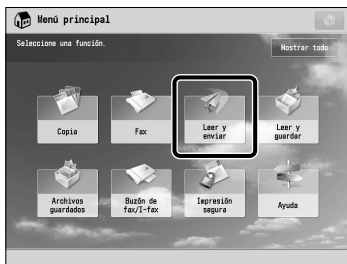 Menú principal
Seleccione una función.
Mostrar todo
Copia
Fax
Leer y
enviar
Leer y
guardar
Archivos
guardados
Buzón de
fax/I-fax
Impresión
segura
Ayuda